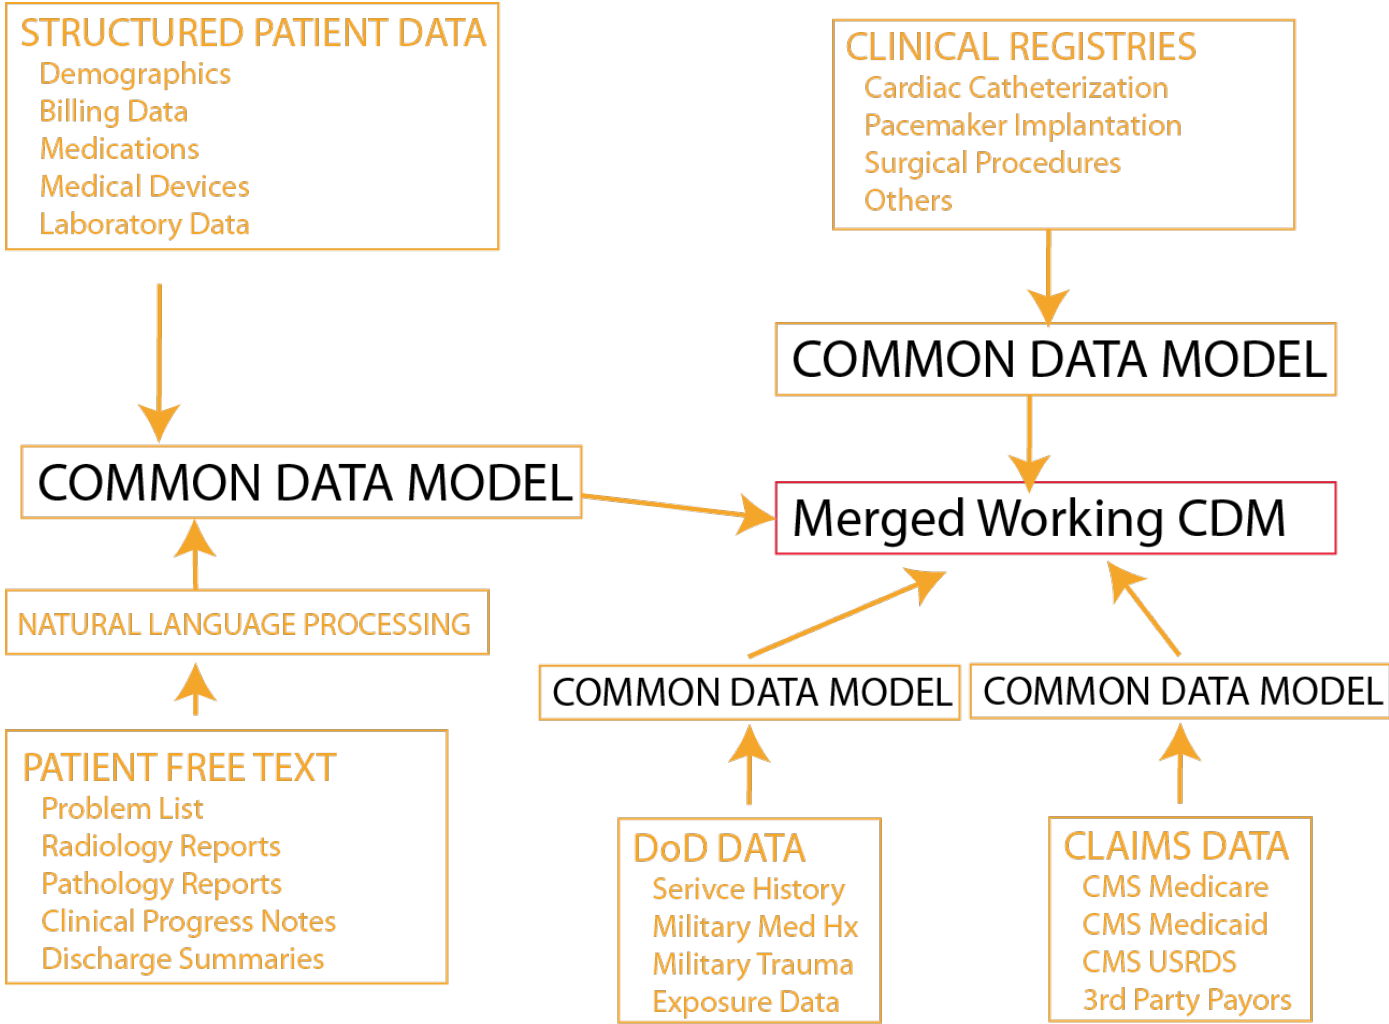 STRUCTURED PATIENT DATA
Demographics
Billing Data
Medications
Medical Devices
Laboratory Data
CLINICAL REGISTRIES
Cardiac Catheterization
Pacemaker Implantation
Surgical Procedures
Others
COMMON DATA MODEL
COMMON DATA MODEL
Merged Working CDM
NATURAL LANGUAGE PROCESSING
COMMON DATA MODEL
COMMON DATA MODEL
PATIENT FREE TEXT
Problem List
Radiology Reports
Pathology Reports
Clinical Progress Notes
Discharge Summaries
DoD DATA
Serivce History
Military Med Hx
Military Trauma
Exposure Data
CLAIMS DATA
CMS Medicare
CMS Medicaid
CMS USRDS
3rd Party Payors